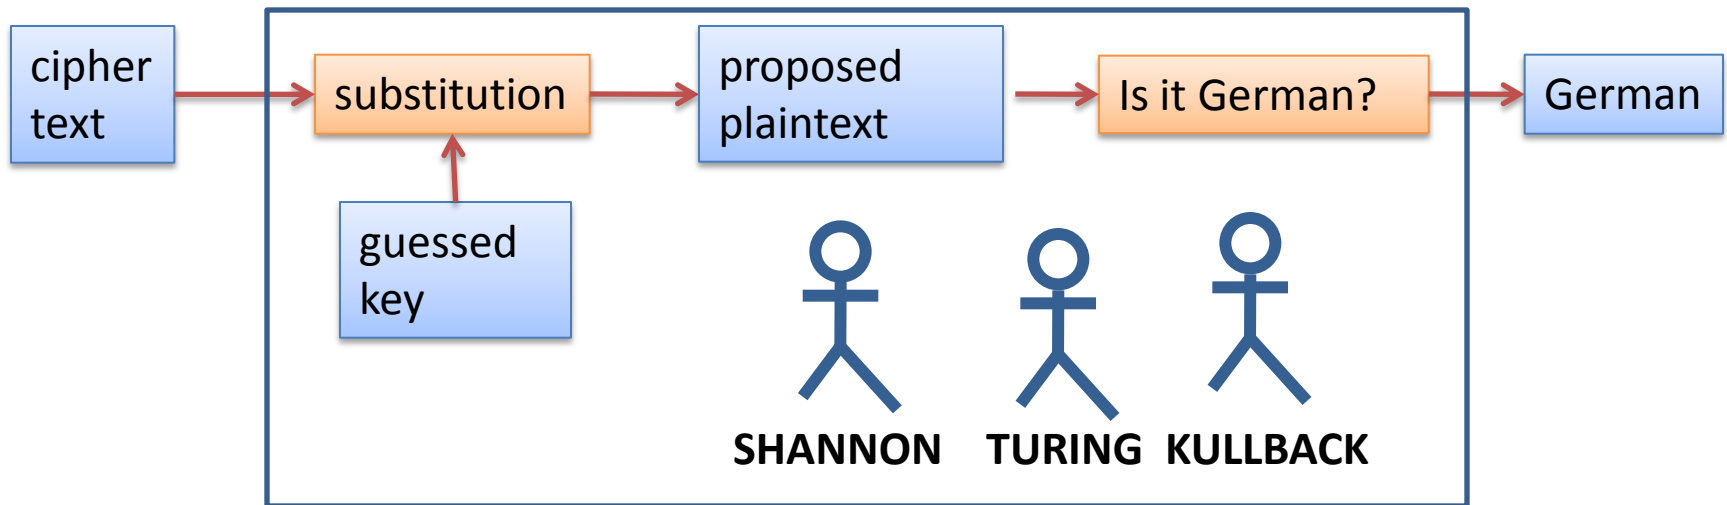 cipher
text
substitution
proposed
plaintext
Is it German?
German
guessed
key
SHANNON
TURING
KULLBACK